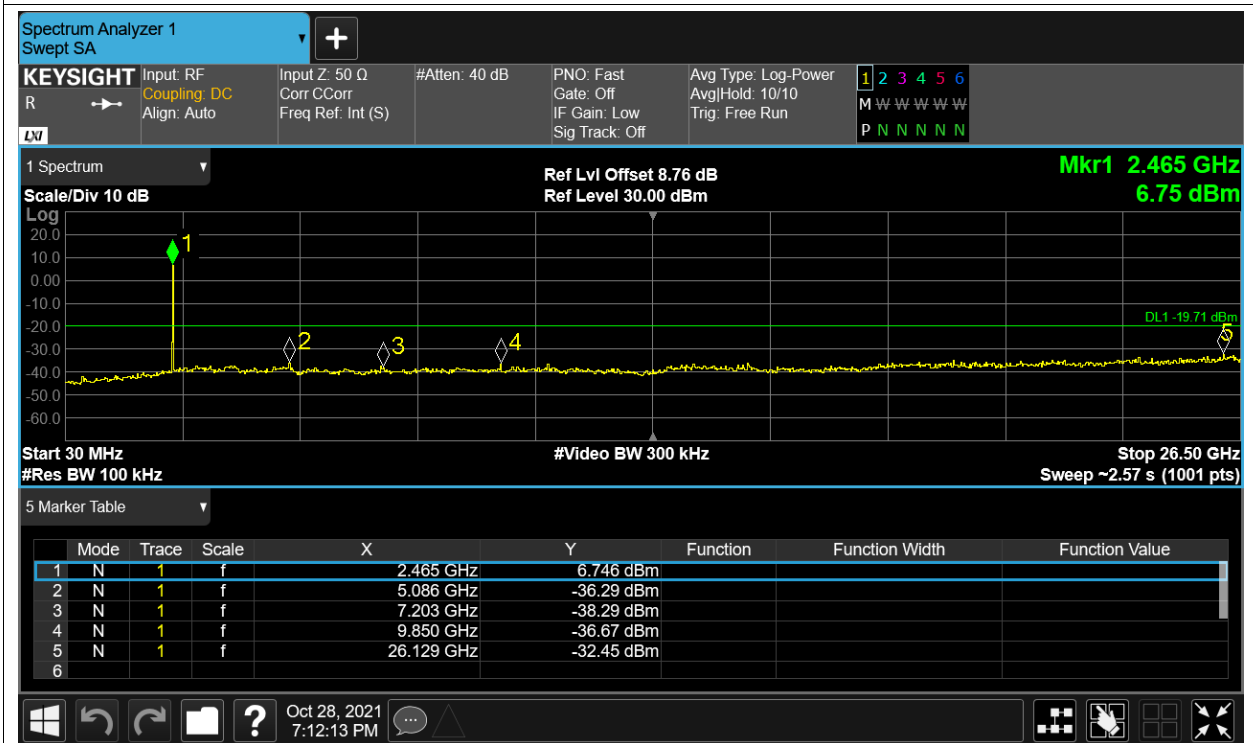 Spectrum Analyzer 1
Swept SA
KEYSIGHT Input: RF Input Z: 50 Ω #Atten: 40 dB PNO: Fast Avg Type: Log-Power 1 2 3 4 5 6
R Coupling: DC Corr CCorr Gate: Off Avg|Hold: 10/10 M W W W W W
Align: Auto Freq Ref: Int (S) IF Gain: Low Trig: Free Run
LXI Sig Track: Off P N N N N N
1 Spectrum Ref Lvl Offset 8.76 dB Mkr1 2.465 GHz
Scale/Div 10 dB Ref Level 30.00 dBm 6.75 dBm
Log
20.0
1
10.0
0.00
-10.0
DL1 -19.71 dBm
-20.0
2 3 4 5
-30.0
-40.0
-50.0
-60.0
Start 30 MHz #Video BW 300 kHz Stop 26.50 GHz
#Res BW 100 kHz Sweep ~2.57 s (1001 pts)
5 Marker Table
Mode Trace Scale X Y Function Function Width Function Value
1 N 1 f 2.465 GHz 6.746 dBm
2 N 1 f 5.086 GHz -36.29 dBm
3 N 1 f 7.203 GHz -38.29 dBm
4 N 1 f 9.850 GHz -36.67 dBm
5 N 1 f 26.129 GHz -32.45 dBm
6
? Oct 28, 2021
7:12:13 PM